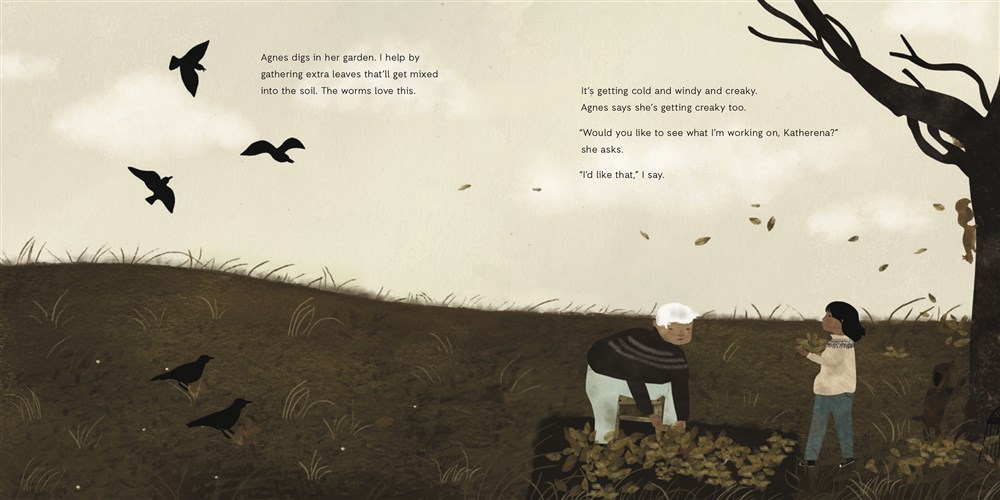 Agnes digs in her garden. I help by
gathering extra leaves that'll get mixed
into the soil. The worms love this.
It's getting cold and windy and creaky.
Agnes says she's getting creaky too.
"Would you like to see what I'm working on, Katherena?"
she asks.
"I'd like that," I say.